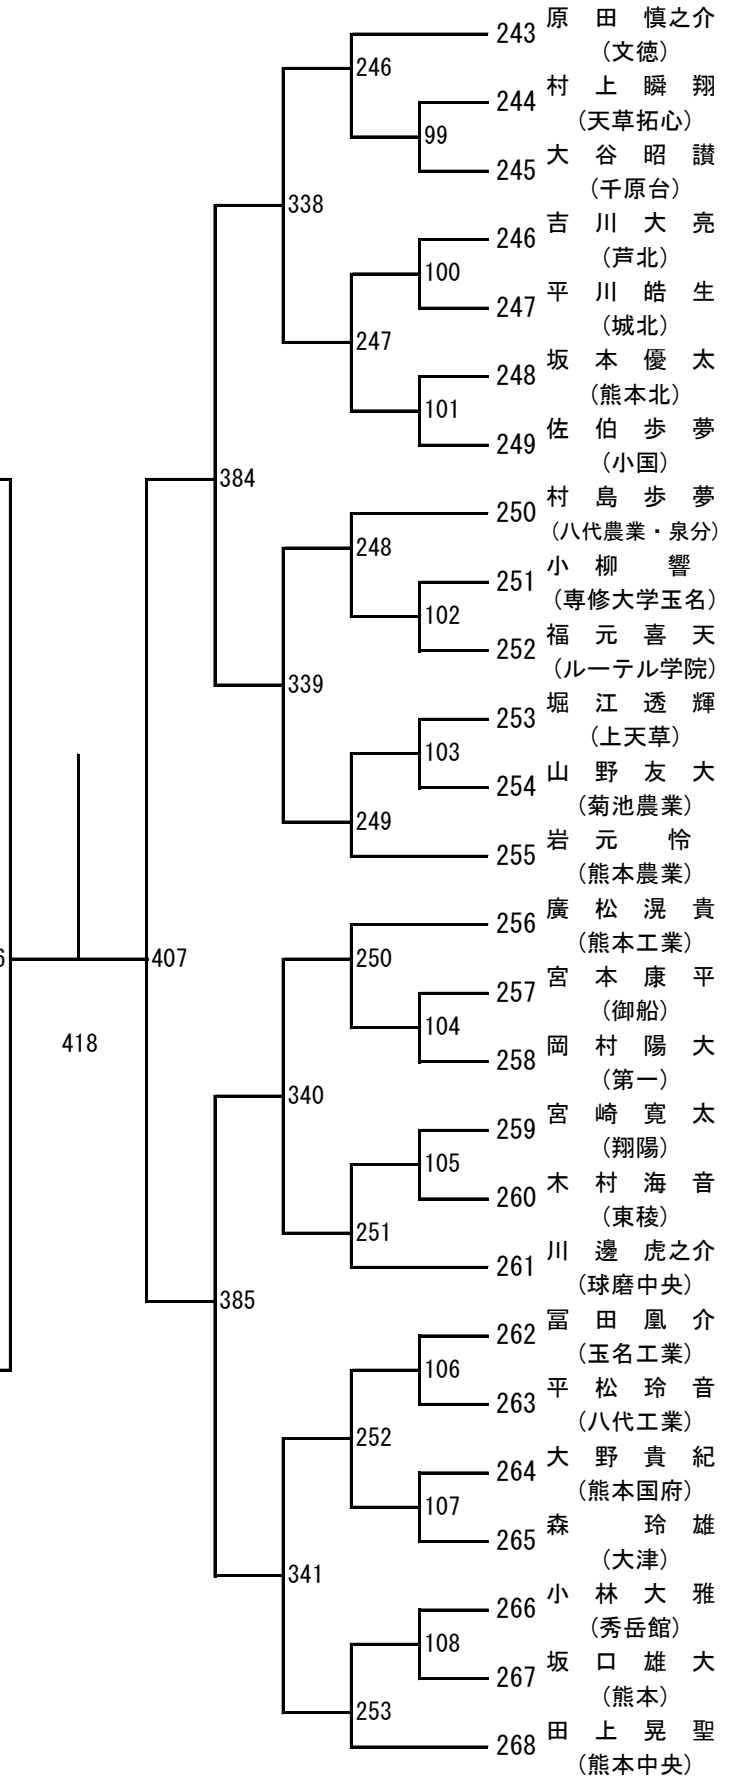 243 原田 慎之介
(文徳)
246
244 村上瞬翔
(天草拓心)
99
245 大谷昭讃
(千原台)
338
246 吉川大亮
(芦北)
100
247 平川皓生
(城北)
247
248 坂本優太
(熊本北)
101
249 佐伯歩夢
(小国)
384
250 村島歩夢
(八代農業・泉分)
248
251 小柳 響
(専修大学玉名)
102
252 福元喜天
(ルーテル学院)
339
253 堀江透輝
(上天草)
103
254 山野友大
(菊池農業)
249
255 岩元 怜
(熊本農業)
256 廣松滉貴
(熊本工業)
6
407
250
257 宮本康平
(御船)
104
418
258 岡村陽大
(第一)
340
259 宮崎寛太
(翔陽)
105
260 木村海音
(東稜)
251
261 川邊 虎之介
(球磨中央)
385
262 冨田凰介
(玉名工業)
106
263 平松玲音
(八代工業)
252
264 大野貴紀
(熊本国府)
107
265 森 玲雄
(大津)
341
266 小林大雅
(秀岳館)
108
267 坂口雄大
(熊本)
253
268 田上晃聖
(熊本中央)